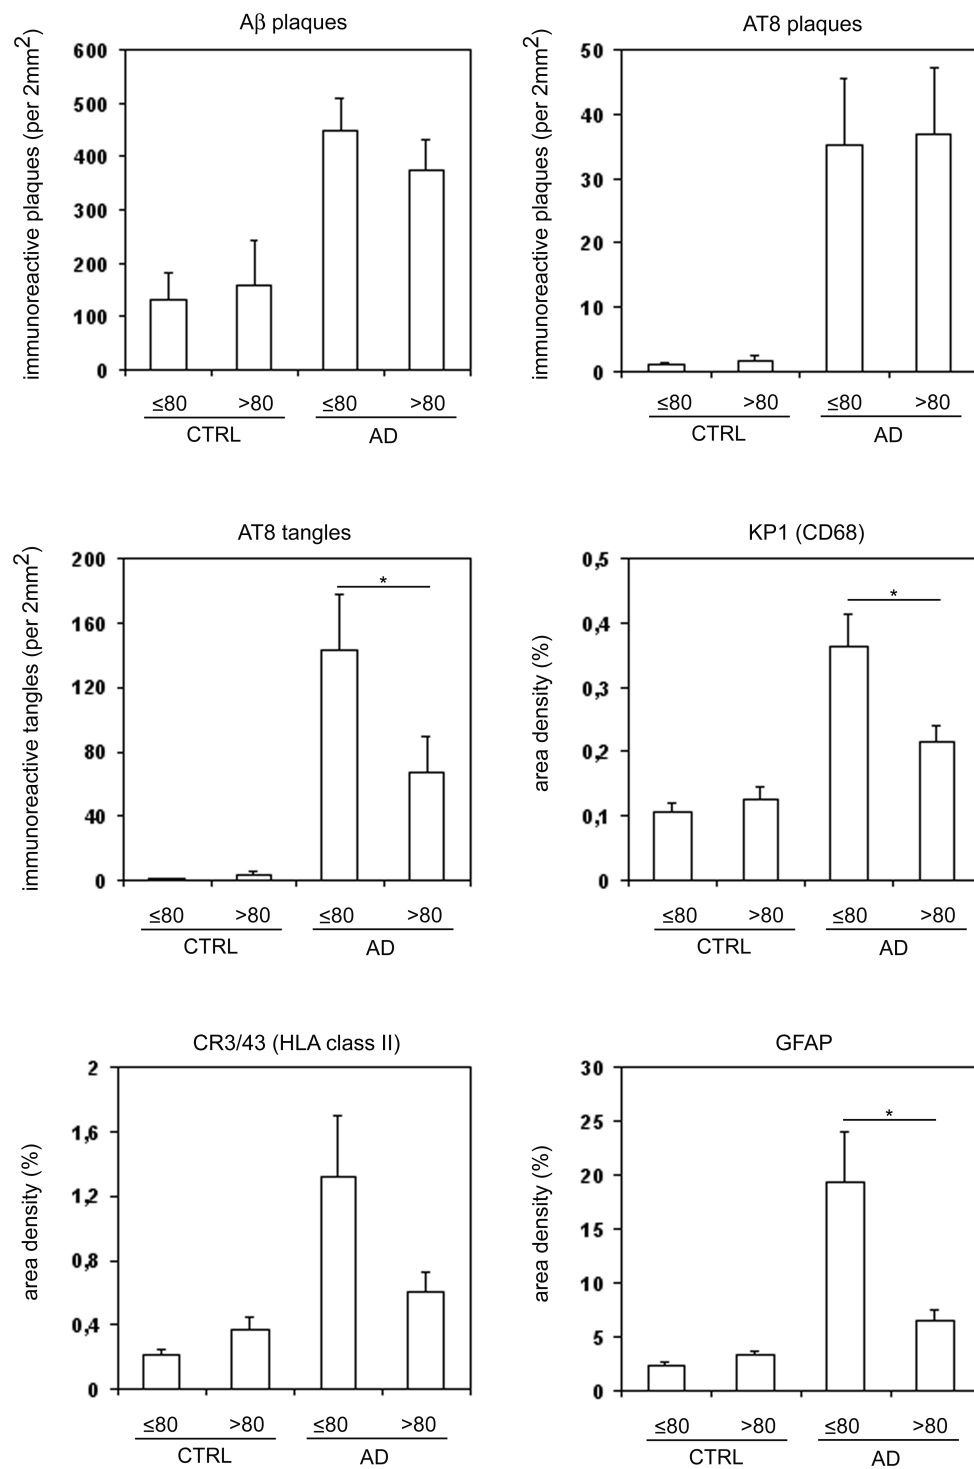 Aβ plaques
immunoreactive plaques (per 2mm²)
600
500
400
300
200
100
0
≤80 >80 ≤80 >80
CTRL AD
AT8 plaques
immunoreactive plaques (per 2mm²)
50
40
30
20
10
0
≤80 >80 ≤80 >80
CTRL AD
AT8 tangles
immunoreactive tangles (per 2mm²)
200
160
120
80
40
0
*
≤80 >80 ≤80 >80
CTRL AD
KP1 (CD68)
area density (%)
0,5
0,4
0,3
0,2
0,1
0
*
≤80 >80 ≤80 >80
CTRL AD
CR3/43 (HLA class II)
area density (%)
2
1,6
1,2
0,8
0,4
0
≤80 >80 ≤80 >80
CTRL AD
GFAP
area density (%)
30
25
20
15
10
5
0
*
≤80 >80 ≤80 >80
CTRL AD